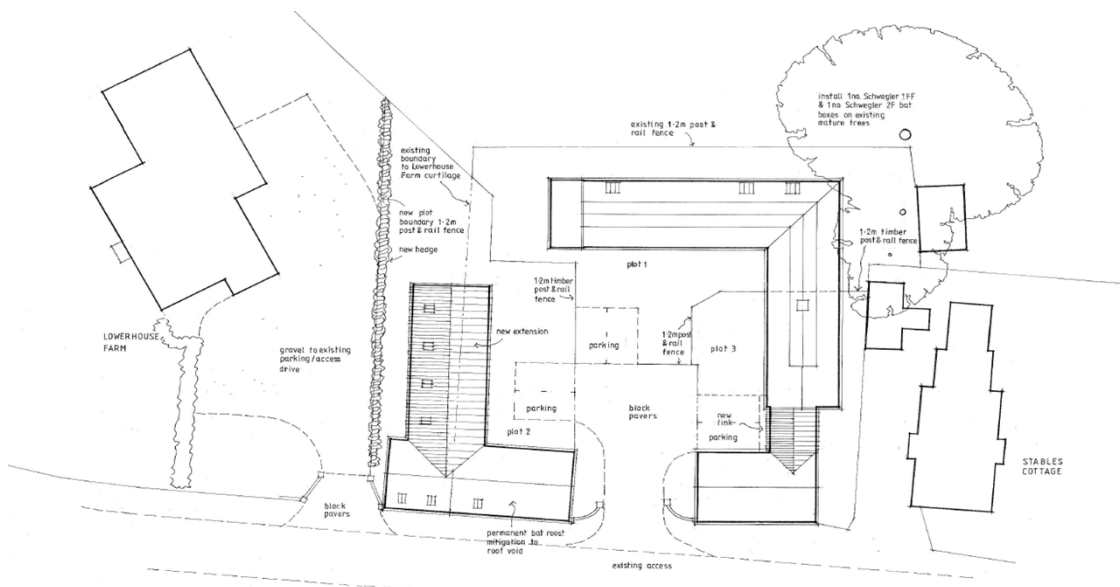 install 1no. Schwegler 1FF
& 1no. Schwegler 2F bat
boxes on existing
mature trees
existing 1·2m post &
rail fence
existing
boundary
to Lowerhouse
Farm curtilage
new plot
boundary 1·2m
post & rail fence
new hedge
1·2m timber
post & rail
fence
plot 1
1·2m timber
post & rail
fence
new extension
LOWERHOUSE
FARM
gravel to existing
parking/access
drive
parking
1·2m post
& rail
fence
plot 3
parking
block
pavers
new
link
parking
plot 2
STABLES
COTTAGE
block
pavers
permanent bat roost
mitigation to
roof void
existing access